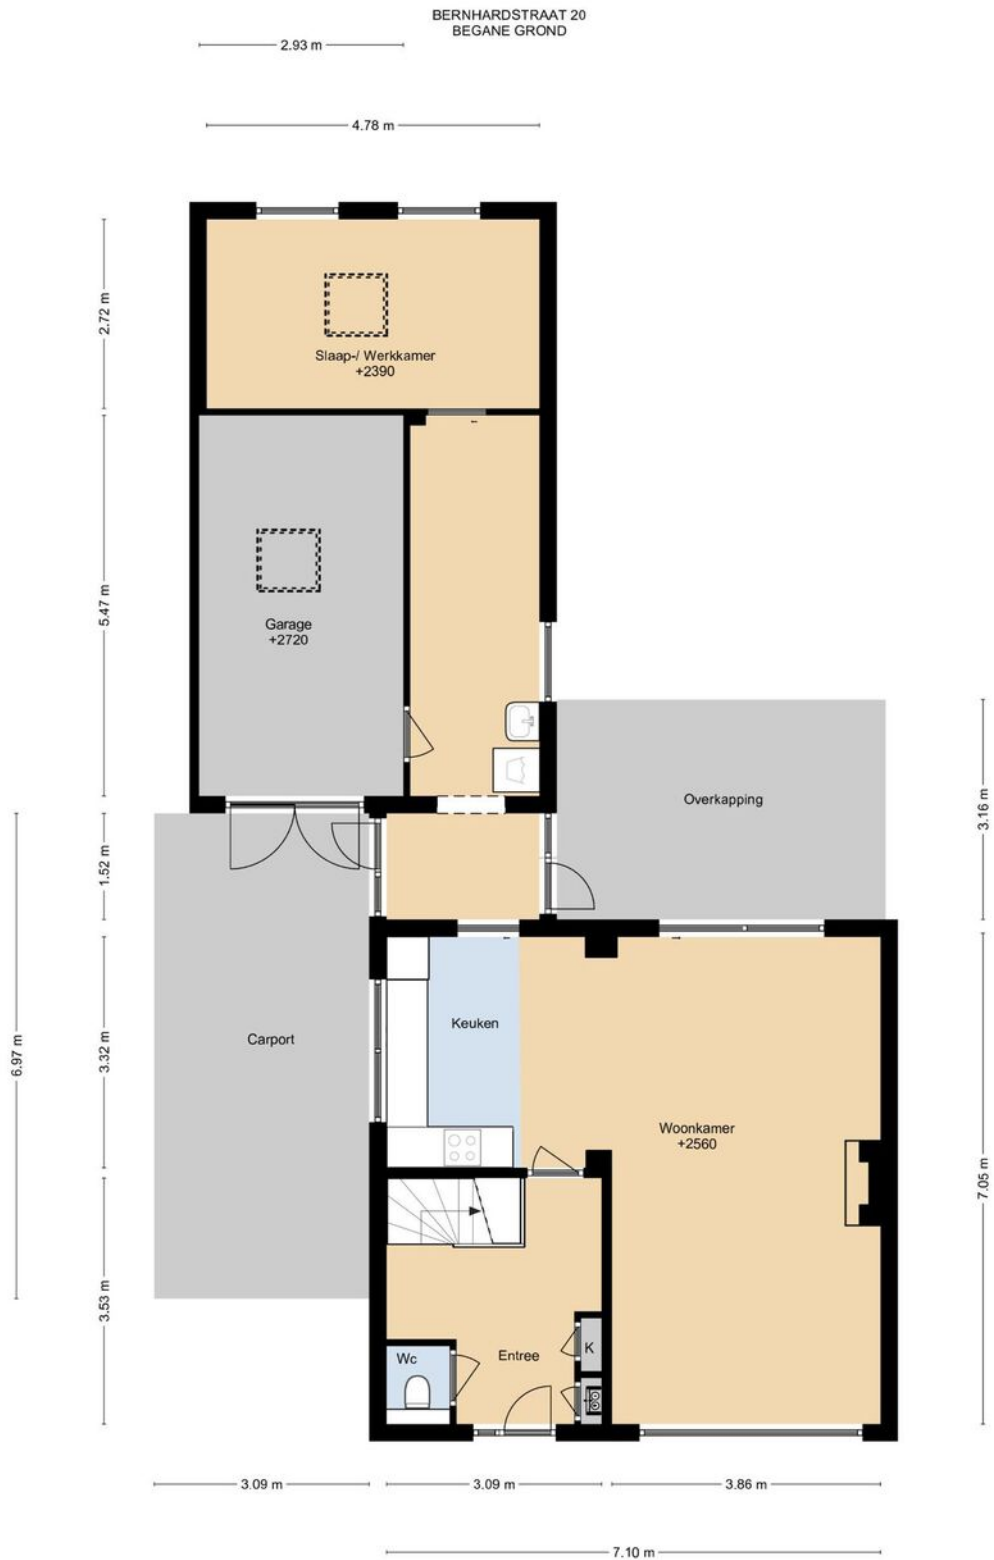 BERNHARDSTRAAT 20
BEGANE GROND
2.93 m
4.78 m
2.72 m
Slaap-/ Werkkamer
+2390
5.47 m
Garage
+2720
Overkapping
3.16 m
1.52 m
6.97 m
Carport
3.32 m
Keuken
Woonkamer
+2560
7.05 m
3.53 m
Wc
Entree
K
3.09 m
3.09 m
3.86 m
7.10 m